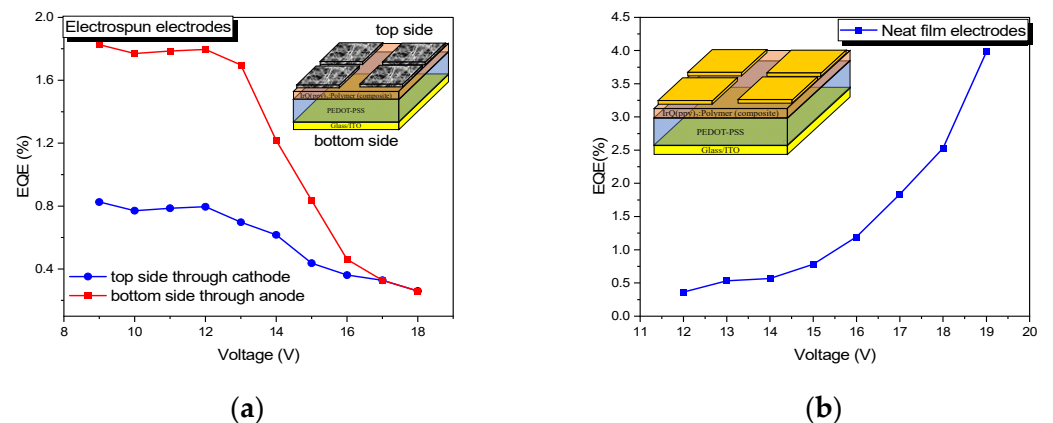 Electrospun electrodes
top side
IrQ(ppy)₂:Polymer (composite)
PEDOT-PSS
Glass/ITO
bottom side
2.0
1.6
1.2
0.8
0.4
EQE (%)
top side through cathode
bottom side through anode
8 10 12 14 16 18
Voltage (V)
(a)
Neat film electrodes
IrQ(ppy)₂:Polymer (composite)
PEDOT-PSS
Glass/ITO
4.5
4.0
3.5
3.0
2.5
2.0
1.5
1.0
0.5
0.0
EQE(%)
11 12 13 14 15 16 17 18 19 20
Voltage (V)
(b)